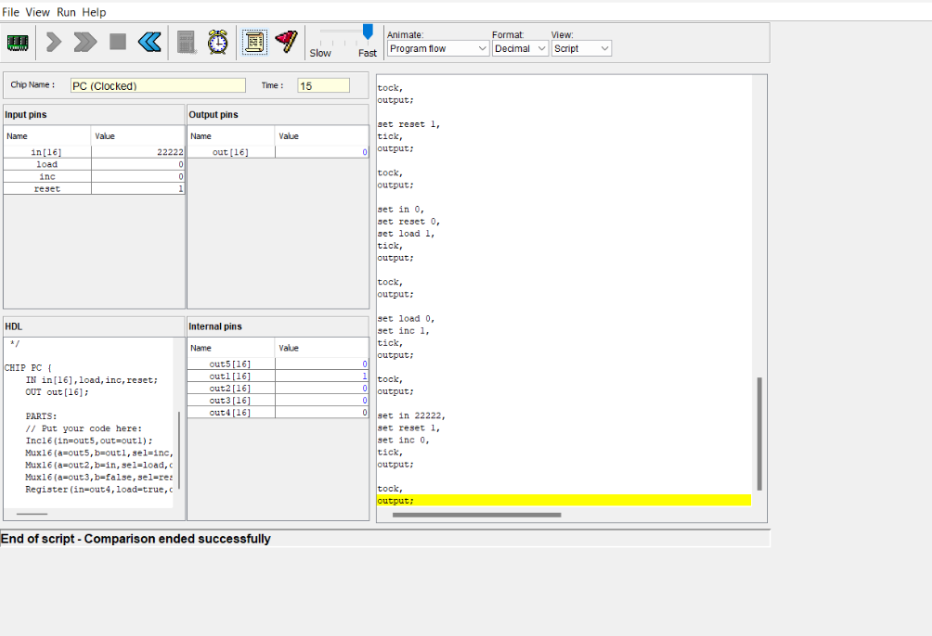 File View Run Help
Slow Fast
Animate: Format: View:
Program flow Decimal Script
Chip Name : PC (Clocked) Time : 15
Input pins
Name Value
in[16] 22222
load 0
inc 0
reset 1
Output pins
Name Value
out[16] 0
HDL
*/
CHIP PC {
IN in[16],load,inc,reset;
OUT out[16];
PARTS:
// Put your code here:
Inc16(in=out5,out=out1);
Mux16(a=out5,b=out1,sel=inc,
Mux16(a=out2,b=in,sel=load,o
Mux16(a=out3,b=false,sel=res
Register(in=out4,load=true,o
Internal pins
Name Value
out5[16] 0
out1[16] 1
out2[16] 0
out3[16] 0
out4[16] 0
tock,
output;
set reset 1,
tick,
output;
tock,
output;
set in 0,
set reset 0,
set load 1,
tick,
output;
tock,
output;
set load 0,
set inc 1,
tick,
output;
tock,
output;
set in 22222,
set reset 1,
set inc 0,
tick,
output;
tock,
output;
End of script - Comparison ended successfully